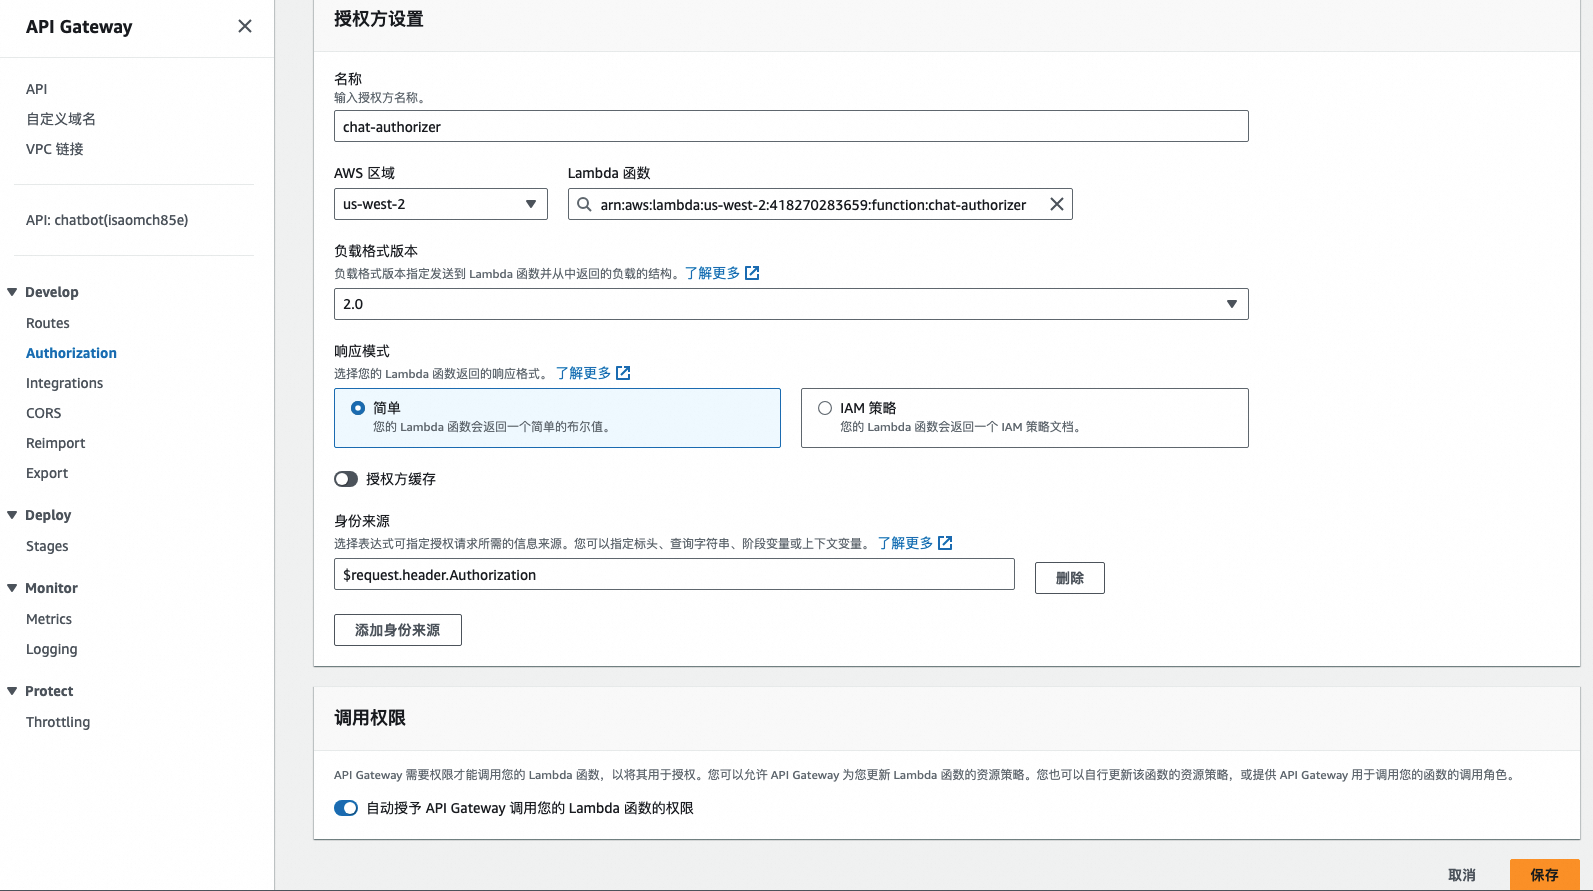 API Gateway
API
自定义域名
VPC 链接
API: chatbot(isaomch85e)
Develop
Routes
Authorization
Integrations
CORS
Reimport
Export
Deploy
Stages
Monitor
Metrics
Logging
Protect
Throttling
授权方设置
名称
输入授权方名称。
chat-authorizer
AWS 区域
Lambda 函数
us-west-2
arn:aws:lambda:us-west-2:418270283659:function:chat-authorizer
负载格式版本
负载格式版本指定发送到 Lambda 函数并从中返回的负载的结构。了解更多
2.0
响应模式
选择您的 Lambda 函数返回的响应格式。了解更多
简单
您的 Lambda 函数会返回一个简单的布尔值。
IAM 策略
您的 Lambda 函数会返回一个 IAM 策略文档。
授权方缓存
身份来源
选择表达式可指定授权请求所需的信息来源。您可以指定标头、查询字符串、阶段变量或上下文变量。了解更多
$request.header.Authorization
删除
添加身份来源
调用权限
API Gateway 需要权限才能调用您的 Lambda 函数，以将其用于授权。您可以允许 API Gateway 为您更新 Lambda 函数的资源策略。您也可以自行更新该函数的资源策略，或提供 API Gateway 用于调用您的函数的调用角色。
自动授予 API Gateway 调用您的 Lambda 函数的权限
取消
保存